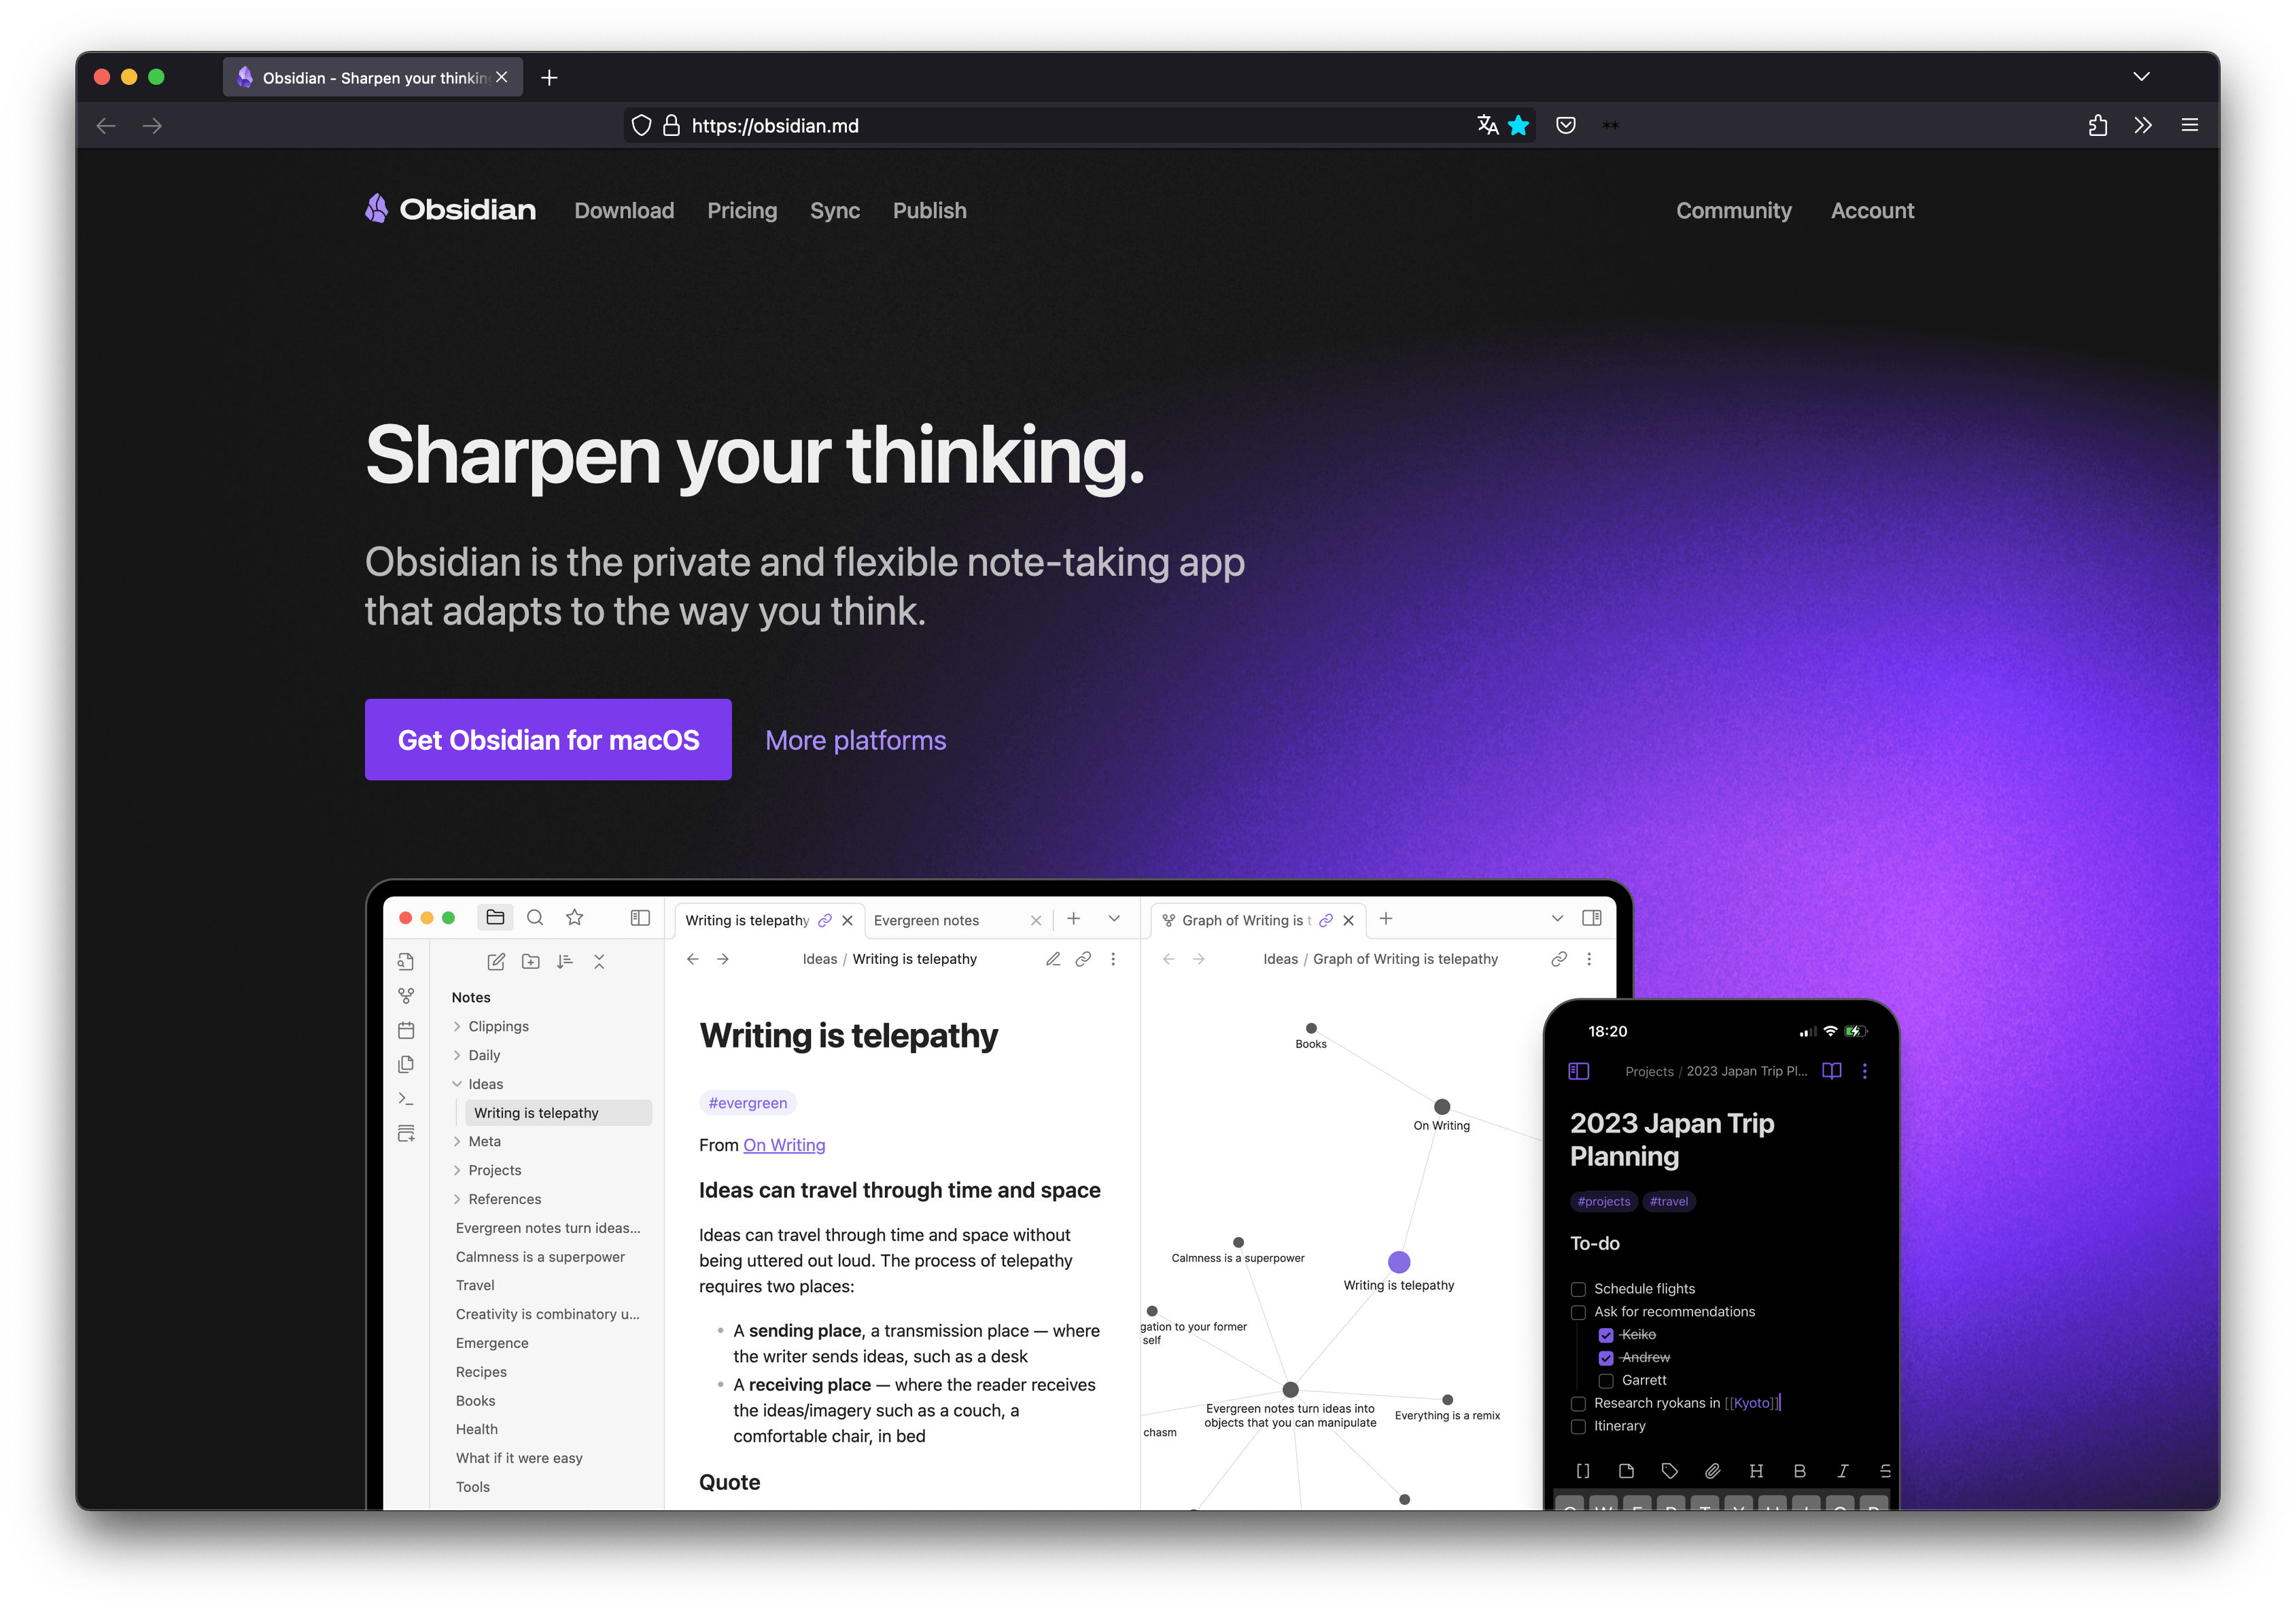 Obsidian - Sharpen your thinkin
https://obsidian.md
Obsidian
Download
Pricing
Sync
Publish
Community
Account
Sharpen your thinking.
Obsidian is the private and flexible note-taking app
that adapts to the way you think.
Get Obsidian for macOS
More platforms
Writing is telepathy
Evergreen notes
Graph of Writing is t
Ideas / Writing is telepathy
Ideas / Graph of Writing is telepathy
Notes
Clippings
Daily
Ideas
Writing is telepathy
Meta
Projects
References
Evergreen notes turn ideas...
Calmness is a superpower
Travel
Creativity is combinatory u...
Emergence
Recipes
Books
Health
What if it were easy
Tools
Writing is telepathy
#evergreen
From On Writing
Ideas can travel through time and space
Ideas can travel through time and space without
being uttered out loud. The process of telepathy
requires two places:
A sending place, a transmission place — where
the writer sends ideas, such as a desk
A receiving place — where the reader receives
the ideas/imagery such as a couch, a
comfortable chair, in bed
Quote
Books
On Writing
Calmness is a superpower
Writing is telepathy
gation to your former
self
Evergreen notes turn ideas into
objects that you can manipulate
Everything is a remix
chasm
18:20
Projects / 2023 Japan Trip Pl...
2023 Japan Trip
Planning
#projects #travel
To-do
Schedule flights
Ask for recommendations
Keiko
Andrew
Garrett
Research ryokans in [[Kyoto]]
Itinerary